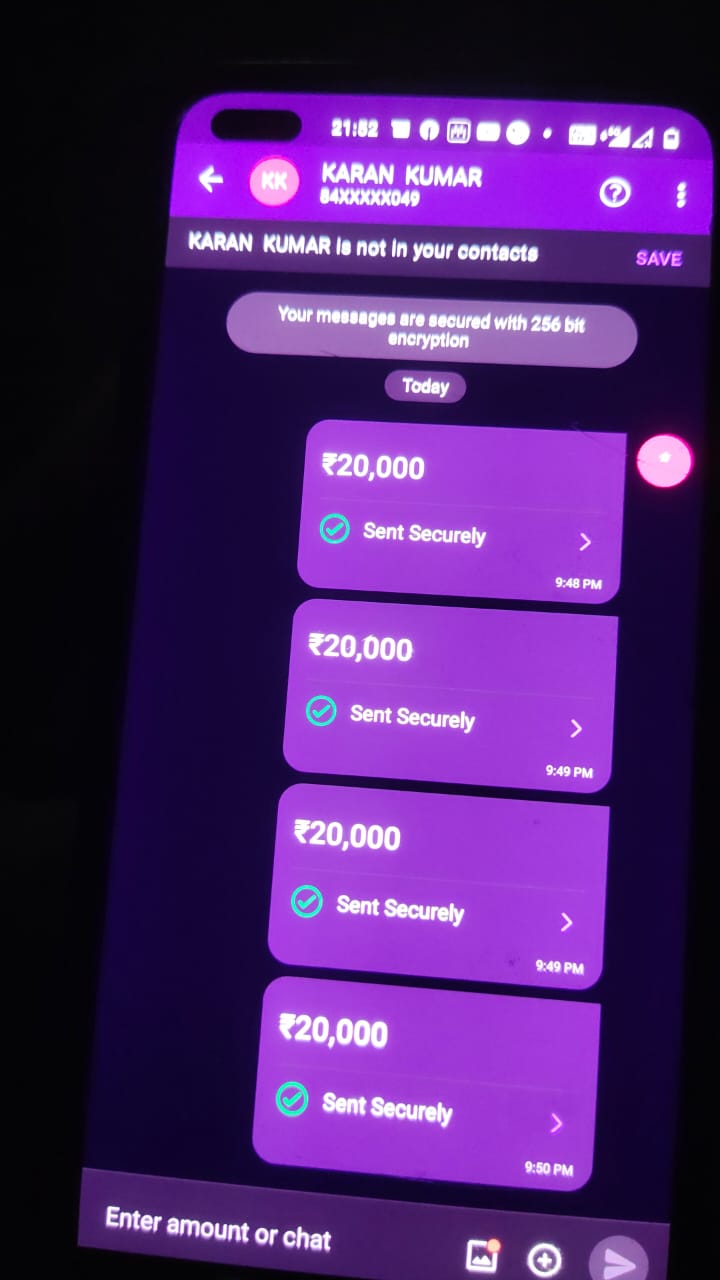 21:52
KK
KARAN KUMAR
84XXXXX049
KARAN KUMAR is not in your contacts
SAVE
Your messages are secured with 256 bit
encryption
Today
₹20,000
Sent Securely
9:48 PM
₹20,000
Sent Securely
9:49 PM
₹20,000
Sent Securely
9:49 PM
₹20,000
Sent Securely
9:50 PM
Enter amount or chat